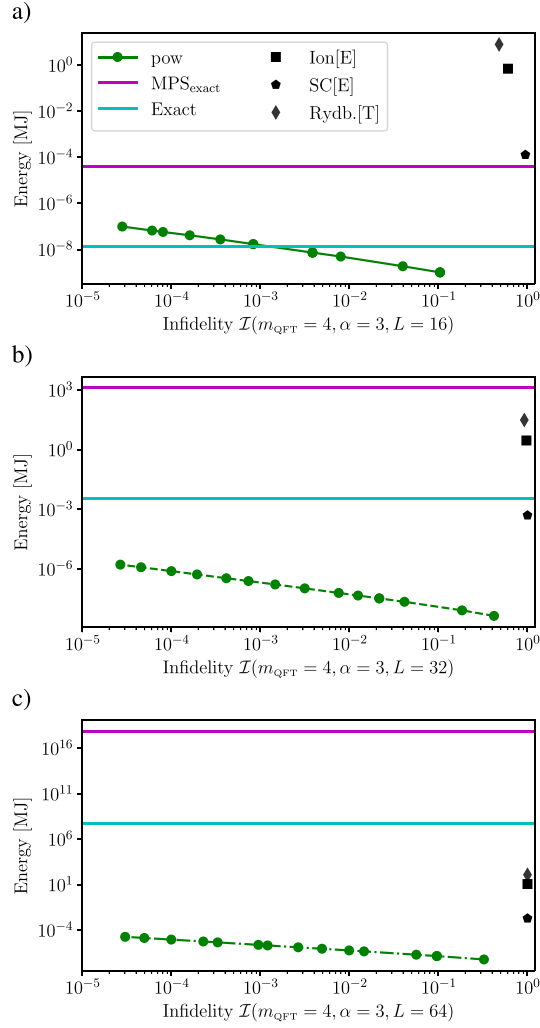 a)
pow
MPS_exact
Exact
Ion[E]
SC[E]
Rydb.[T]
Energy [MJ]
10^0
10^−2
10^−4
10^−6
10^−8
10^−5 10^−4 10^−3 10^−2 10^−1 10^0
Infidelity 𝓘(m_QFT = 4, α = 3, L = 16)
b)
Energy [MJ]
10^3
10^0
10^−3
10^−6
10^−5 10^−4 10^−3 10^−2 10^−1 10^0
Infidelity 𝓘(m_QFT = 4, α = 3, L = 32)
c)
Energy [MJ]
10^16
10^11
10^6
10^1
10^−4
10^−5 10^−4 10^−3 10^−2 10^−1 10^0
Infidelity 𝓘(m_QFT = 4, α = 3, L = 64)